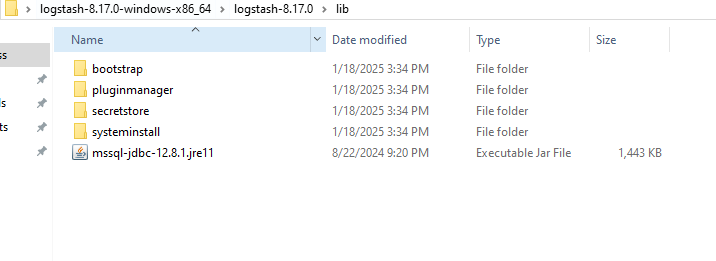 logstash-8.17.0-windows-x86_64 > logstash-8.17.0 > lib
Name Date modified Type Size
ss
bootstrap 1/18/2025 3:34 PM File folder
pluginmanager 1/18/2025 3:34 PM File folder
ls
secretstore 1/18/2025 3:34 PM File folder
ts
systeminstall 1/18/2025 3:34 PM File folder
mssql-jdbc-12.8.1.jre11 8/22/2024 9:20 PM Executable Jar File 1,443 KB